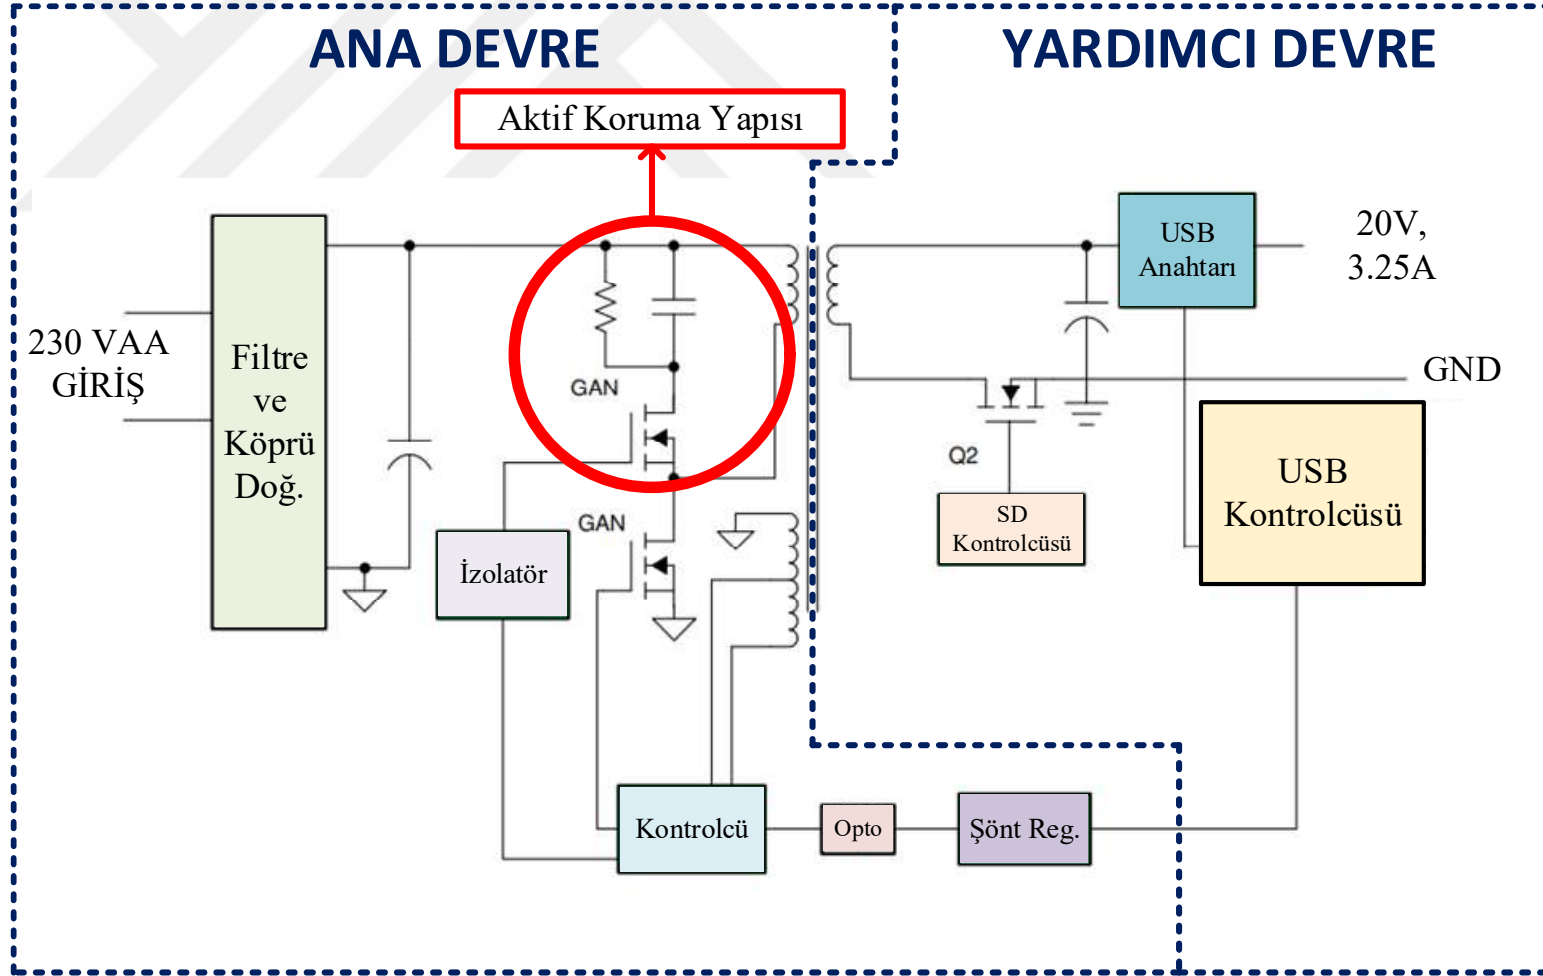 ANA DEVRE
YARDIMCI DEVRE
Aktif Koruma Yapısı
USB
Anahtarı
20V,
3.25A
230 VAA
GİRİŞ
Filtre
ve
Köprü
Doğ.
GAN
GND
Q2
USB
Kontrolcüsü
SD
Kontrolcüsü
GAN
İzolatör
Kontrolcü
Opto
Şönt Reg.